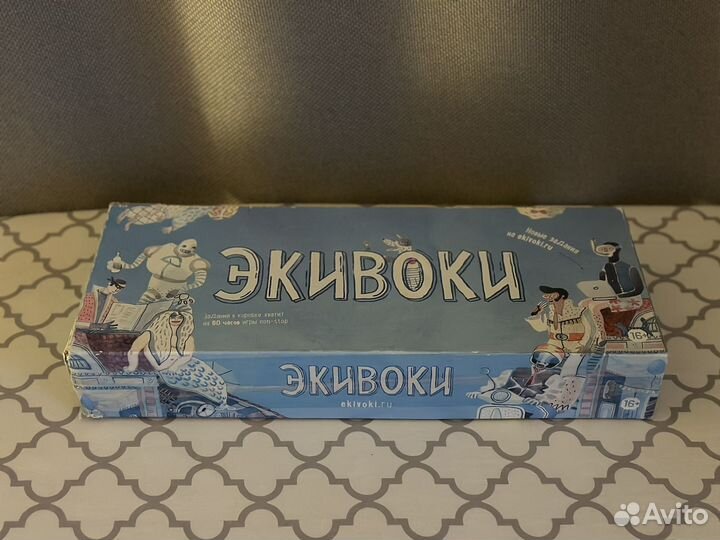 Новые задания
на ekivoki.ru
ЭКИВОКИ
заданий в коробке хватит
на 60 часов игры non-stop
16+
ЭКИВОКИ
ekivoki.ru
16+
Avito